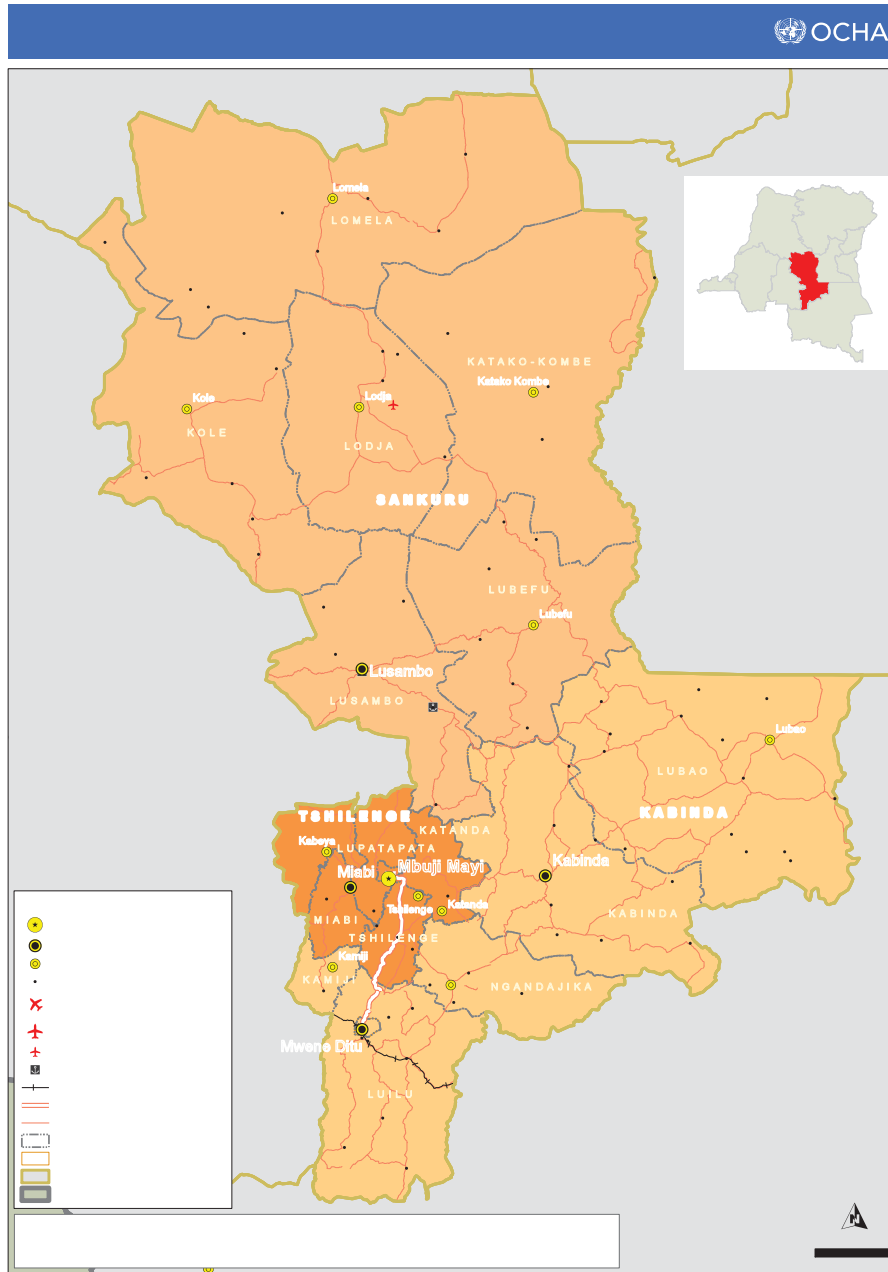 OCHA
Lomela
LOMELA
KATAKO-KOMBE
Katako Kombe
Kole
Lodja
KOLE
LODJA
SANKURU
LUBEFU
Lubefu
Lusambo
LUSAMBO
Lubao
LUBAO
KABINDA
TSHILENGE
KATANDA
Kabeya
LUPATAPATA
Mbuji Mayi
Kabinda
Miabi
Tshilenge
Katanda
MIABI
KABINDA
TSHILENGE
Kamiji
KAMIJI
NGANDAJIKA
Mwene Ditu
LUILU